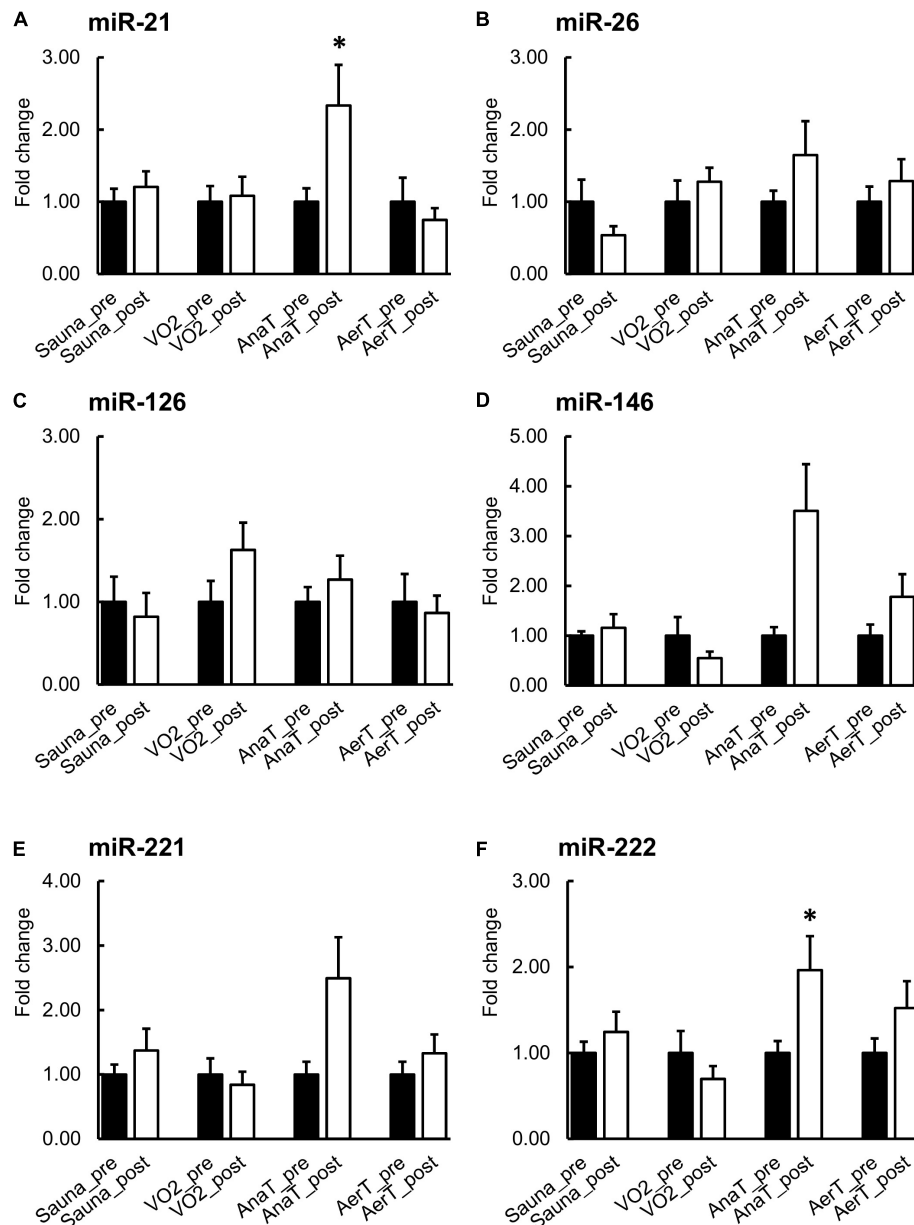 A miR-21
*
3.00
2.00
1.00
0.00
Fold change
Sauna_pre
Sauna_post
VO2_pre
VO2_post
AnaT_pre
AnaT_post
AerT_pre
AerT_post
B miR-26
3.00
2.00
1.00
0.00
Fold change
Sauna_pre
Sauna_post
VO2_pre
VO2_post
AnaT_pre
AnaT_post
AerT_pre
AerT_post
C miR-126
3.00
2.00
1.00
0.00
Fold change
Sauna_pre
Sauna_post
VO2_pre
VO2_post
AnaT_pre
AnaT_post
AerT_pre
AerT_post
D miR-146
5.00
4.00
3.00
2.00
1.00
0.00
Fold change
Sauna_pre
Sauna_post
VO2_pre
VO2_post
AnaT_pre
AnaT_post
AerT_pre
AerT_post
E miR-221
4.00
3.00
2.00
1.00
0.00
Fold change
Sauna_pre
Sauna_post
VO2_pre
VO2_post
AnaT_pre
AnaT_post
AerT_pre
AerT_post
F miR-222
*
3.00
2.00
1.00
0.00
Fold change
Sauna_pre
Sauna_post
VO2_pre
VO2_post
AnaT_pre
AnaT_post
AerT_pre
AerT_post